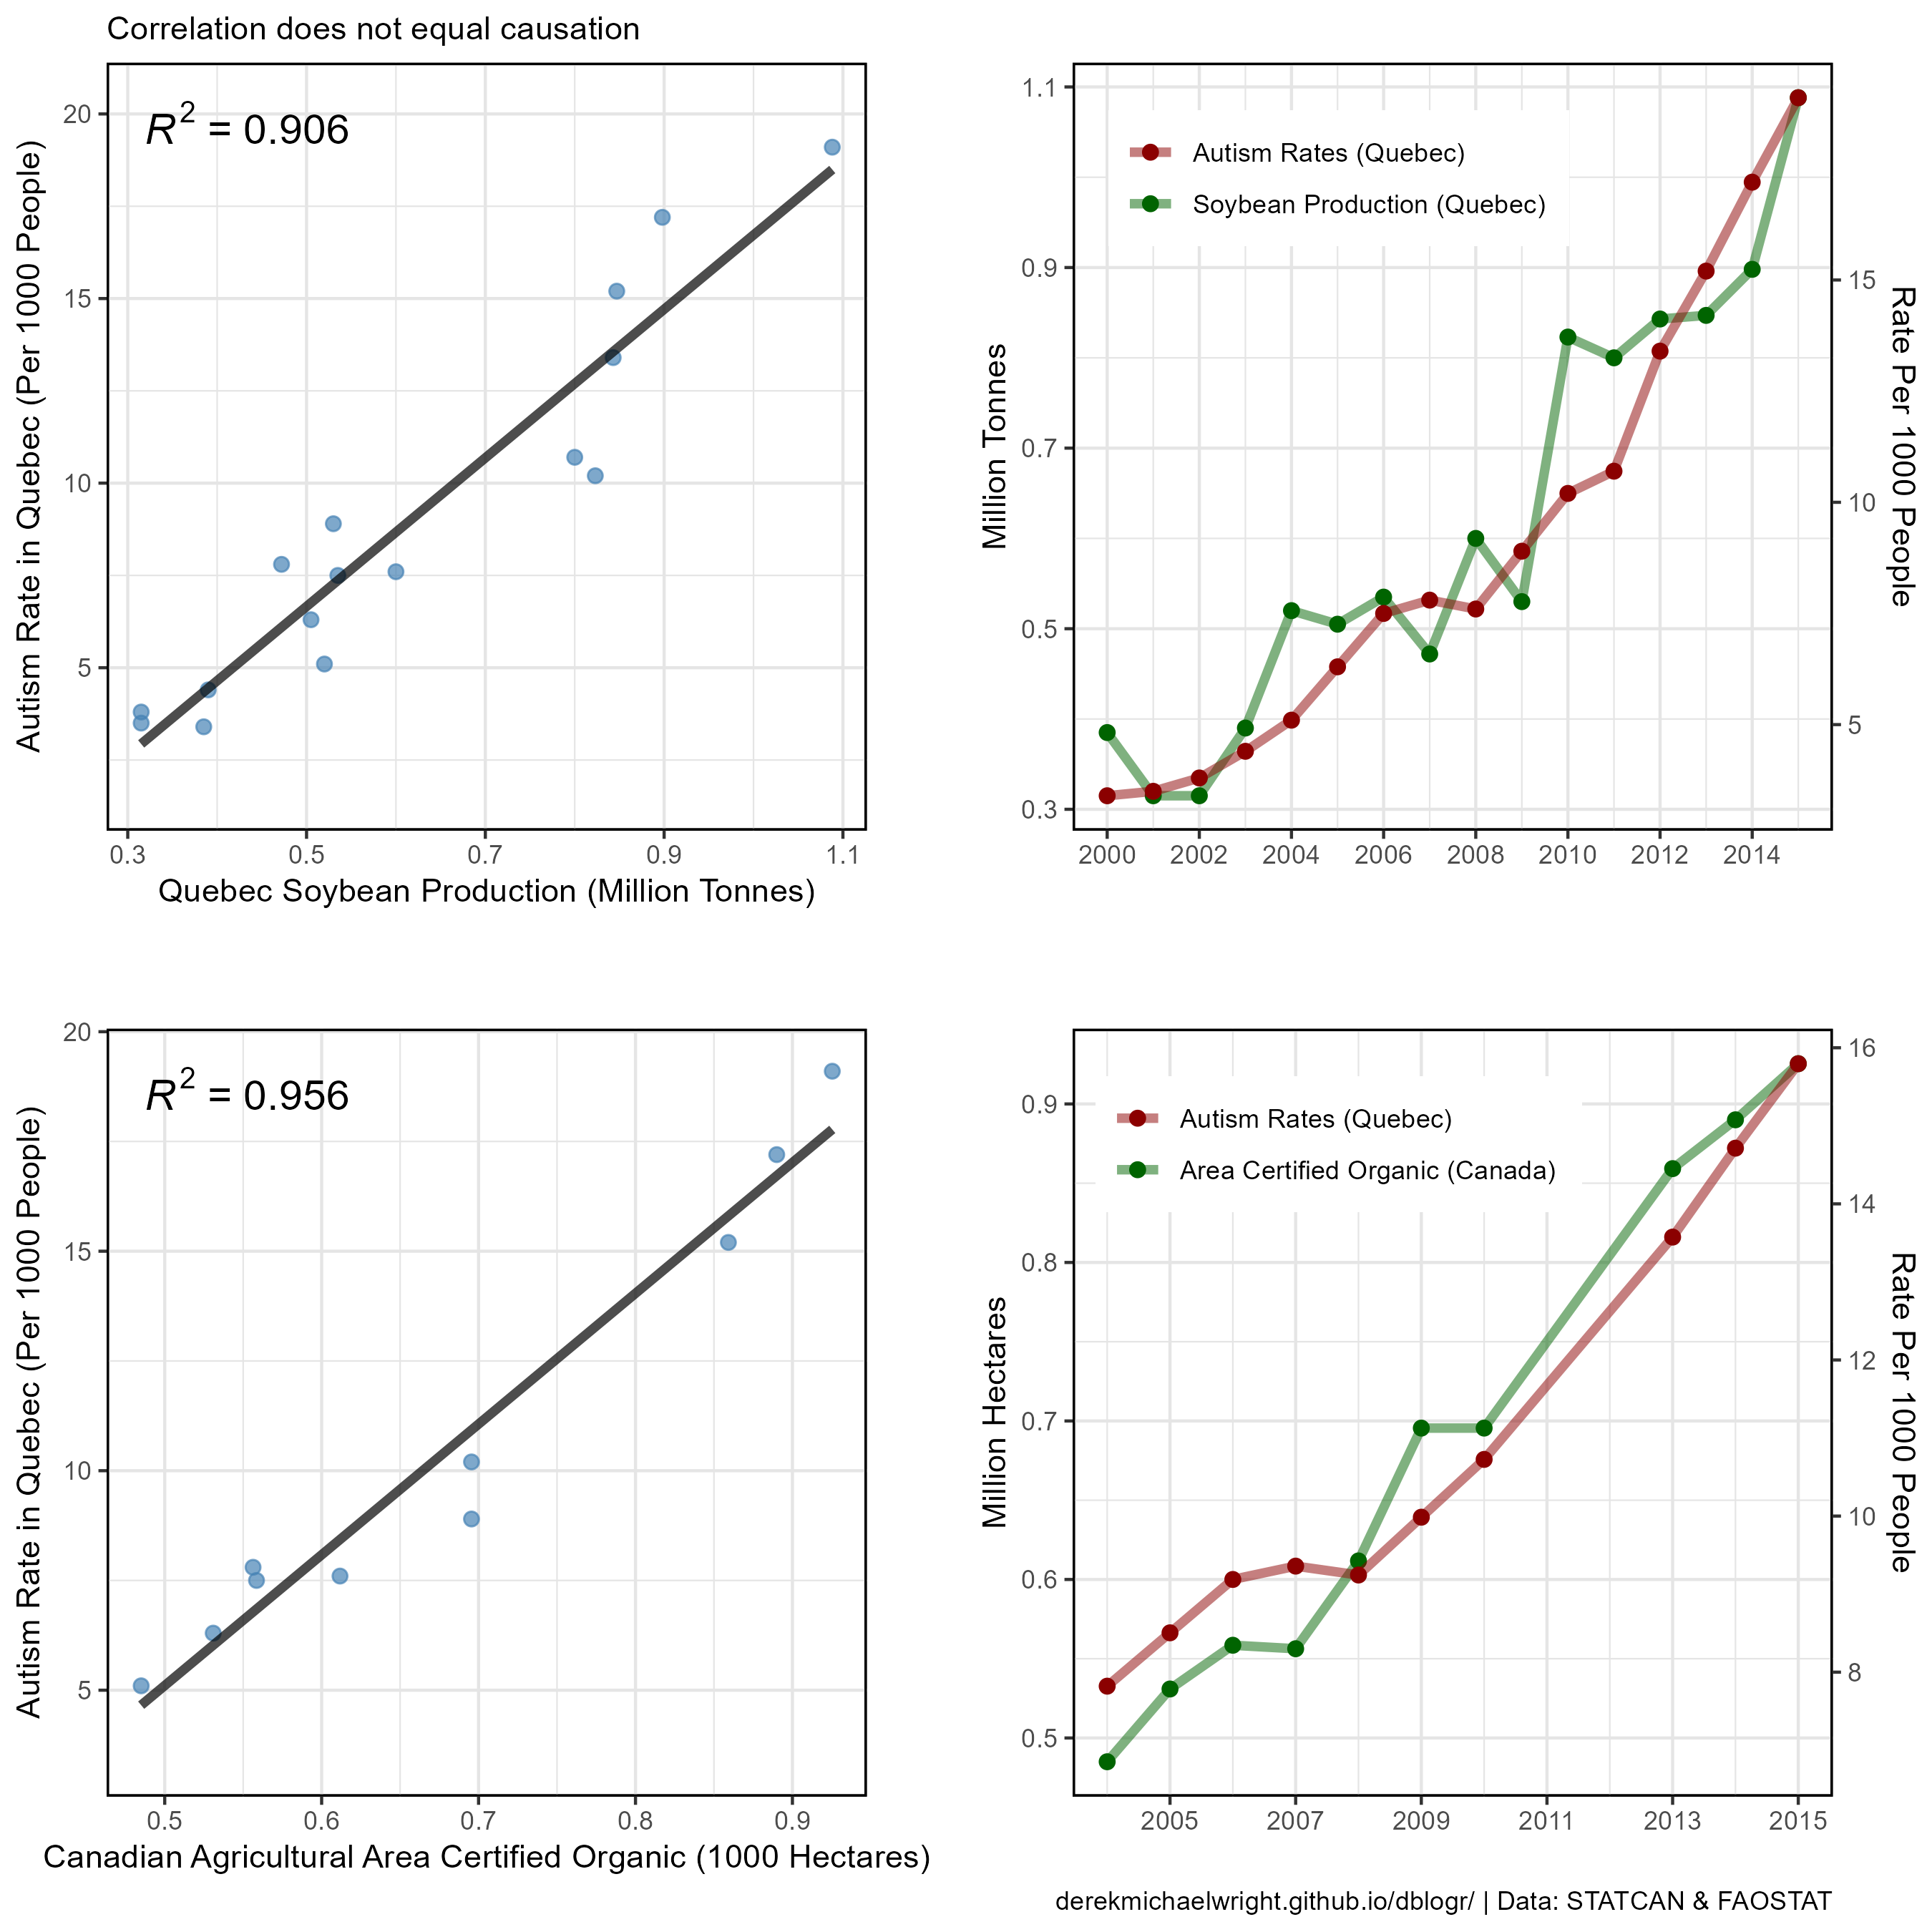 Correlation does not equal causation
R² = 0.906
20
15
10
5
Autism Rate in Quebec (Per 1000 People)
0.3 0.5 0.7 0.9 1.1
Quebec Soybean Production (Million Tonnes)
Autism Rates (Quebec)
Soybean Production (Quebec)
1.1
0.9
0.7
0.5
0.3
Million Tonnes
15
10
5
Rate Per 1000 People
2000 2002 2004 2006 2008 2010 2012 2014
R² = 0.956
20
15
10
5
Autism Rate in Quebec (Per 1000 People)
0.5 0.6 0.7 0.8 0.9
Canadian Agricultural Area Certified Organic (1000 Hectares)
Autism Rates (Quebec)
Area Certified Organic (Canada)
0.9
0.8
0.7
0.6
0.5
Million Hectares
16
14
12
10
8
Rate Per 1000 People
2005 2007 2009 2011 2013 2015
derekmichaelwright.github.io/dblogr/ | Data: STATCAN & FAOSTAT